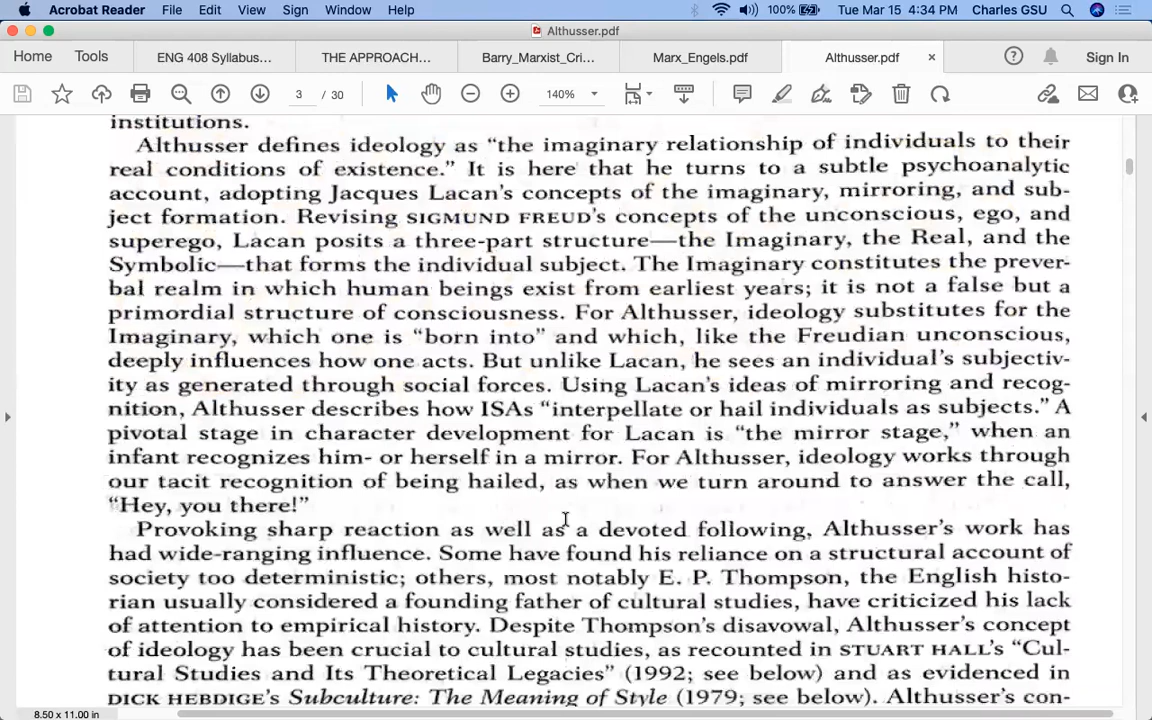 Acrobat Reader File Edit View Sign Window Help 100% Tue Mar 15 4:34 PM Charles GSU
Althusser.pdf
Home Tools ENG 408 Syllabus... THE APPROACH... Barry_Marxist_Cri... Marx_Engels.pdf Althusser.pdf × Sign In
3 / 30 140%
institutions.
Althusser defines ideology as “the imaginary relationship of individuals to their
real conditions of existence.” It is here that he turns to a subtle psychoanalytic
account, adopting Jacques Lacan’s concepts of the imaginary, mirroring, and sub-
ject formation. Revising SIGMUND FREUD’s concepts of the unconscious, ego, and
superego, Lacan posits a three-part structure—the Imaginary, the Real, and the
Symbolic—that forms the individual subject. The Imaginary constitutes the prever-
bal realm in which human beings exist from earliest years; it is not a false but a
primordial structure of consciousness. For Althusser, ideology substitutes for the
Imaginary, which one is “born into” and which, like the Freudian unconscious,
deeply influences how one acts. But unlike Lacan, he sees an individual’s subjectiv-
ity as generated through social forces. Using Lacan’s ideas of mirroring and recog-
nition, Althusser describes how ISAs “interpellate or hail individuals as subjects.” A
pivotal stage in character development for Lacan is “the mirror stage,” when an
infant recognizes him- or herself in a mirror. For Althusser, ideology works through
our tacit recognition of being hailed, as when we turn around to answer the call,
“Hey, you there!”
Provoking sharp reaction as well as a devoted following, Althusser’s work has
had wide-ranging influence. Some have found his reliance on a structural account of
society too deterministic; others, most notably E. P. Thompson, the English histo-
rian usually considered a founding father of cultural studies, have criticized his lack
of attention to empirical history. Despite Thompson’s disavowal, Althusser’s concept
of ideology has been crucial to cultural studies, as recounted in STUART HALL’s “Cul-
tural Studies and Its Theoretical Legacies” (1992; see below) and as evidenced in
DICK HEBDIGE’s Subculture: The Meaning of Style (1979; see below). Althusser’s con-
8.50 x 11.00 in